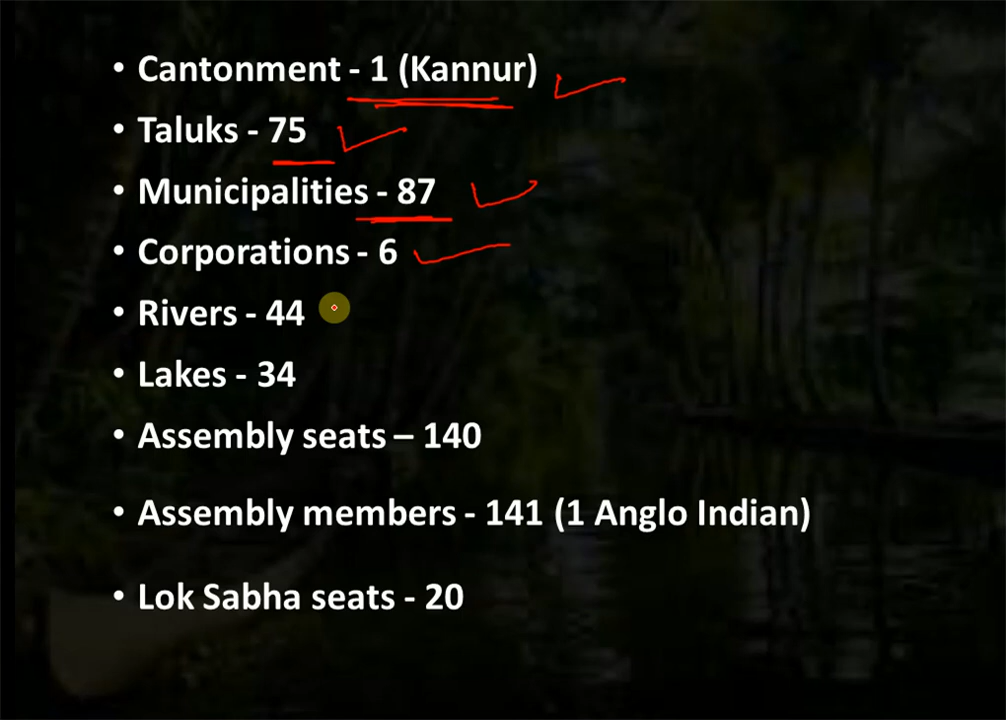 • Cantonment - 1 (Kannur)
• Taluks - 75
• Municipalities - 87
• Corporations - 6
• Rivers - 44
• Lakes - 34
• Assembly seats – 140
• Assembly members - 141 (1 Anglo Indian)
• Lok Sabha seats - 20